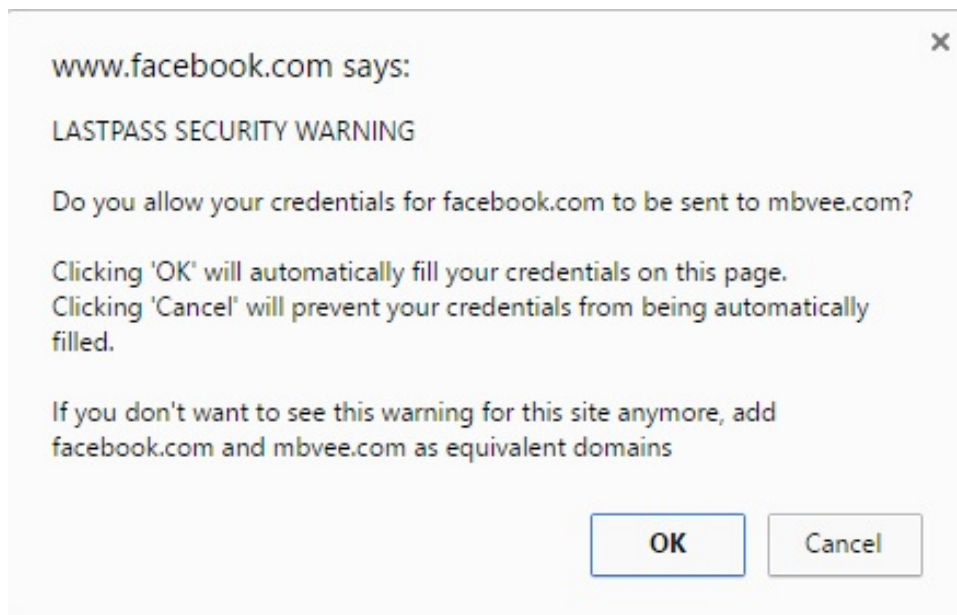 www.facebook.com says:
LASTPASS SECURITY WARNING
Do you allow your credentials for facebook.com to be sent to mbvee.com?
Clicking 'OK' will automatically fill your credentials on this page.
Clicking 'Cancel' will prevent your credentials from being automatically
filled.
If you don't want to see this warning for this site anymore, add
facebook.com and mbvee.com as equivalent domains
OK Cancel